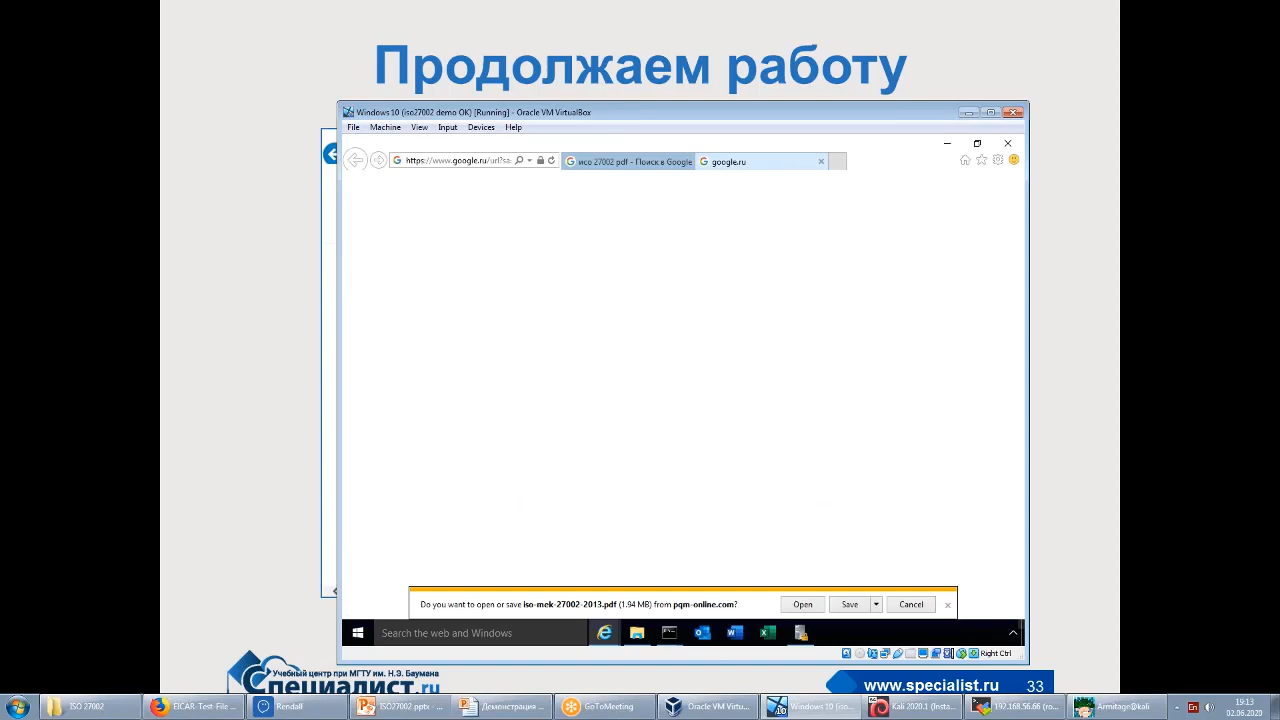 Продолжаем работу
Windows 10 (iso27002 demo OK) [Running] - Oracle VM VirtualBox
File Machine View Input Devices Help
https://www.google.ru/url?sa: исо 27002 pdf - Поиск в Google google.ru
Do you want to open or save iso-mek-27002-2013.pdf (1.94 MB) from pqm-online.com? Open Save Cancel
Search the web and Windows
Right Ctrl
Учебный центр при МГТУ им. Н.Э. Баумана
Специалист.ru
www.specialist.ru 33
ISO 27002 EICAR-Test-File ... Rendall ISO27002.pptx - ... Демонстрация ... GoToMeeting Oracle VM Virtu... Windows 10 (iso... Kali 2020.1 [Insta... 192.168.56.66 (ro... Armitage@kali En 19:13
02.06.2020